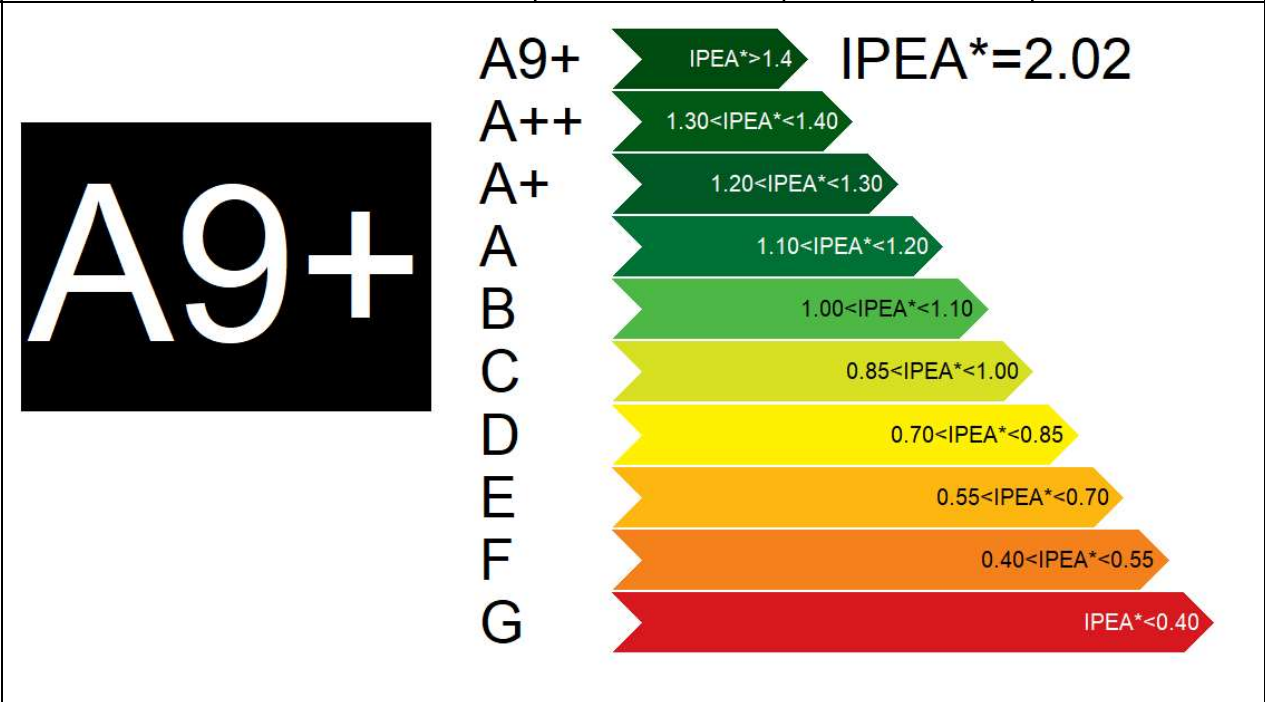 A9+
A9+ IPEA*>1.4 IPEA*=2.02
A++ 1.30<IPEA*<1.40
A+ 1.20<IPEA*<1.30
A 1.10<IPEA*<1.20
B 1.00<IPEA*<1.10
C 0.85<IPEA*<1.00
D 0.70<IPEA*<0.85
E 0.55<IPEA*<0.70
F 0.40<IPEA*<0.55
G IPEA*<0.40